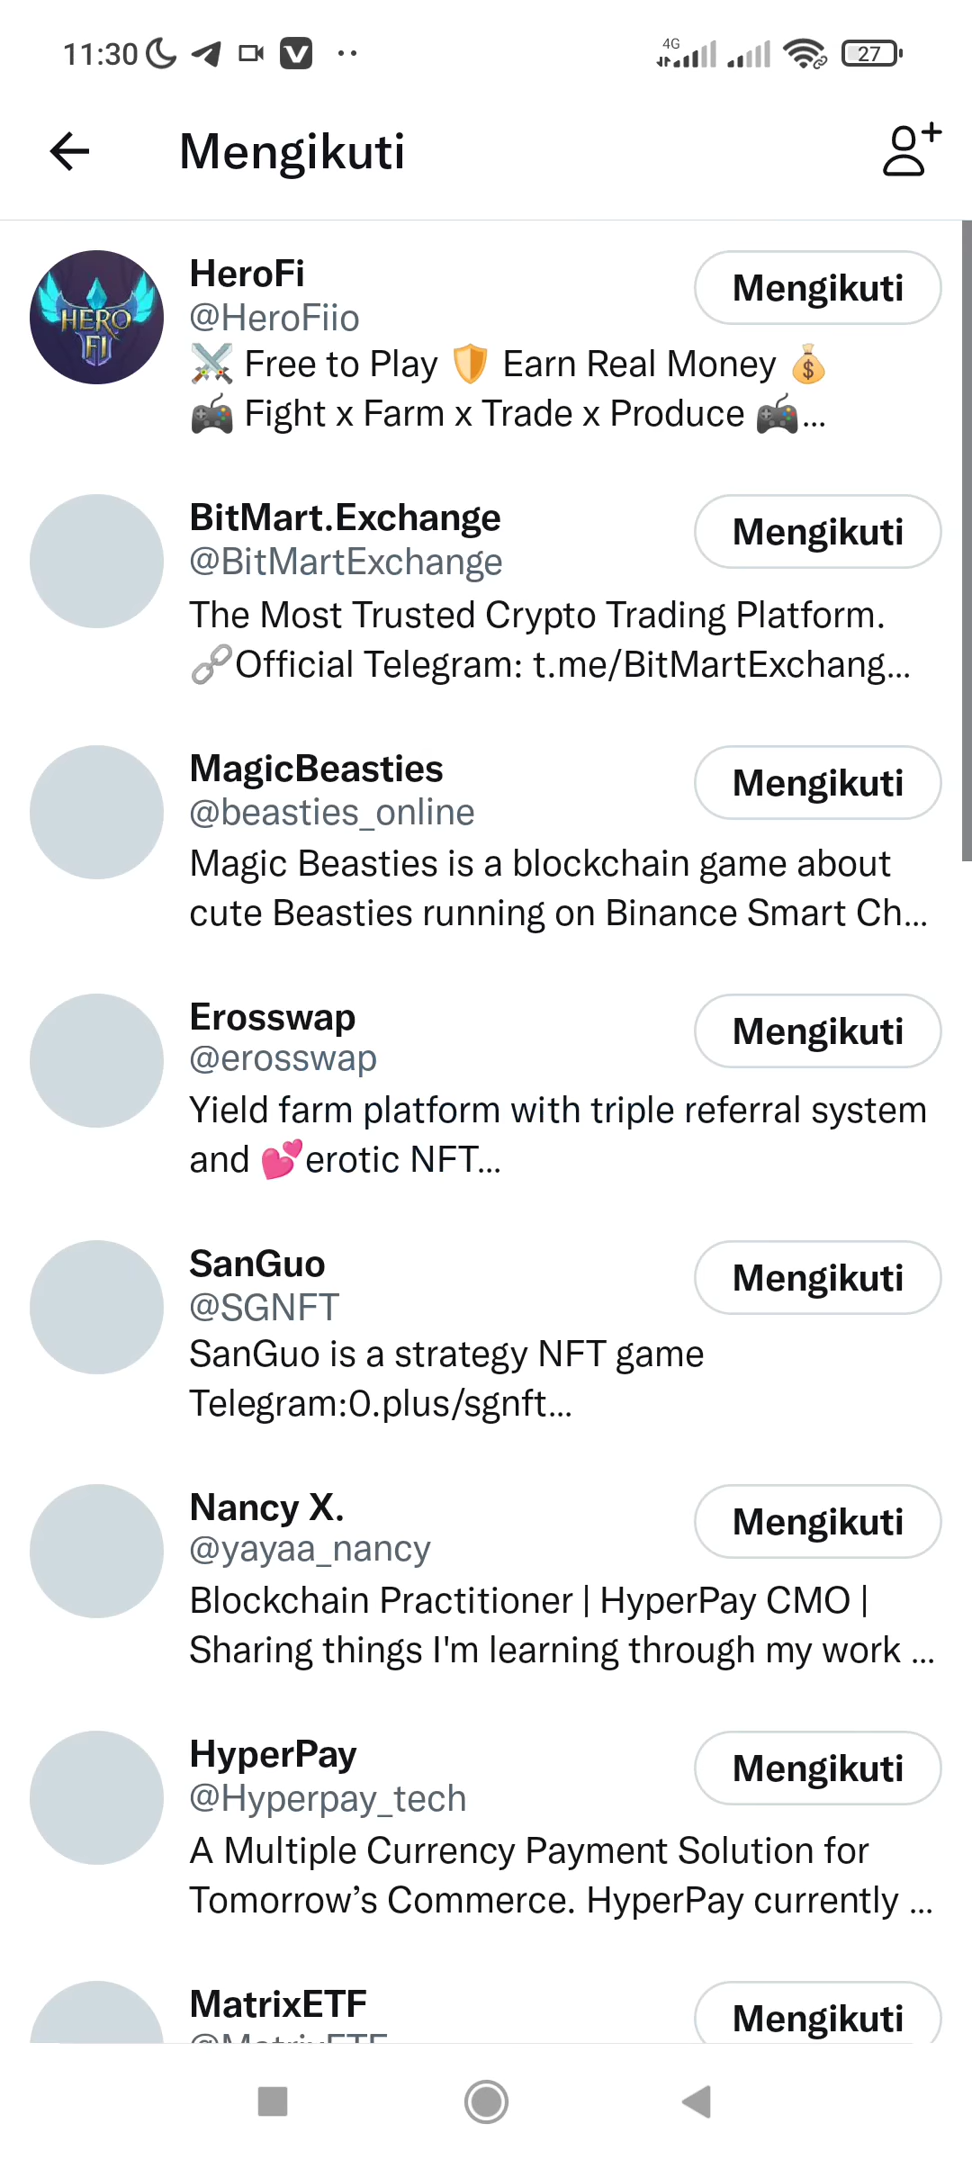 11:30
4G
27
Mengikuti
HERO
FI
HeroFi
@HeroFiio
Mengikuti
⚔️ Free to Play 🛡️ Earn Real Money 💰
🎮 Fight x Farm x Trade x Produce 🎮...
BitMart.Exchange
@BitMartExchange
Mengikuti
The Most Trusted Crypto Trading Platform.
🔗Official Telegram: t.me/BitMartExchang...
MagicBeasties
@beasties_online
Mengikuti
Magic Beasties is a blockchain game about
cute Beasties running on Binance Smart Ch...
Erosswap
@erosswap
Mengikuti
Yield farm platform with triple referral system
and 💕erotic NFT...
SanGuo
@SGNFT
Mengikuti
SanGuo is a strategy NFT game
Telegram:0.plus/sgnft...
Nancy X.
@yayaa_nancy
Mengikuti
Blockchain Practitioner | HyperPay CMO |
Sharing things I'm learning through my work ...
HyperPay
@Hyperpay_tech
Mengikuti
A Multiple Currency Payment Solution for
Tomorrow’s Commerce. HyperPay currently ...
MatrixETF
@MatrixETF
Mengikuti